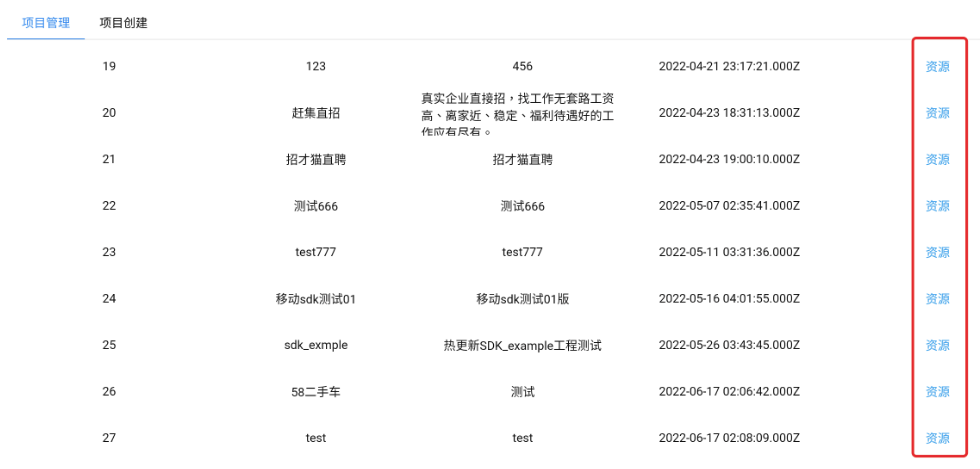 项目管理 项目创建
19 123 456 2022-04-21 23:17:21.000Z 资源
20 赶集直招 真实企业直接招，找工作无套路工资高、离家近、稳定、福利待遇好的工作应有尽有。 2022-04-23 18:31:13.000Z 资源
21 招才猫直聘 招才猫直聘 2022-04-23 19:00:10.000Z 资源
22 测试666 测试666 2022-05-07 02:35:41.000Z 资源
23 test777 test777 2022-05-11 03:31:36.000Z 资源
24 移动sdk测试01 移动sdk测试01版 2022-05-16 04:01:55.000Z 资源
25 sdk_exmple 热更新SDK_example工程测试 2022-05-26 03:43:45.000Z 资源
26 58二手车 测试 2022-06-17 02:06:42.000Z 资源
27 test test 2022-06-17 02:08:09.000Z 资源